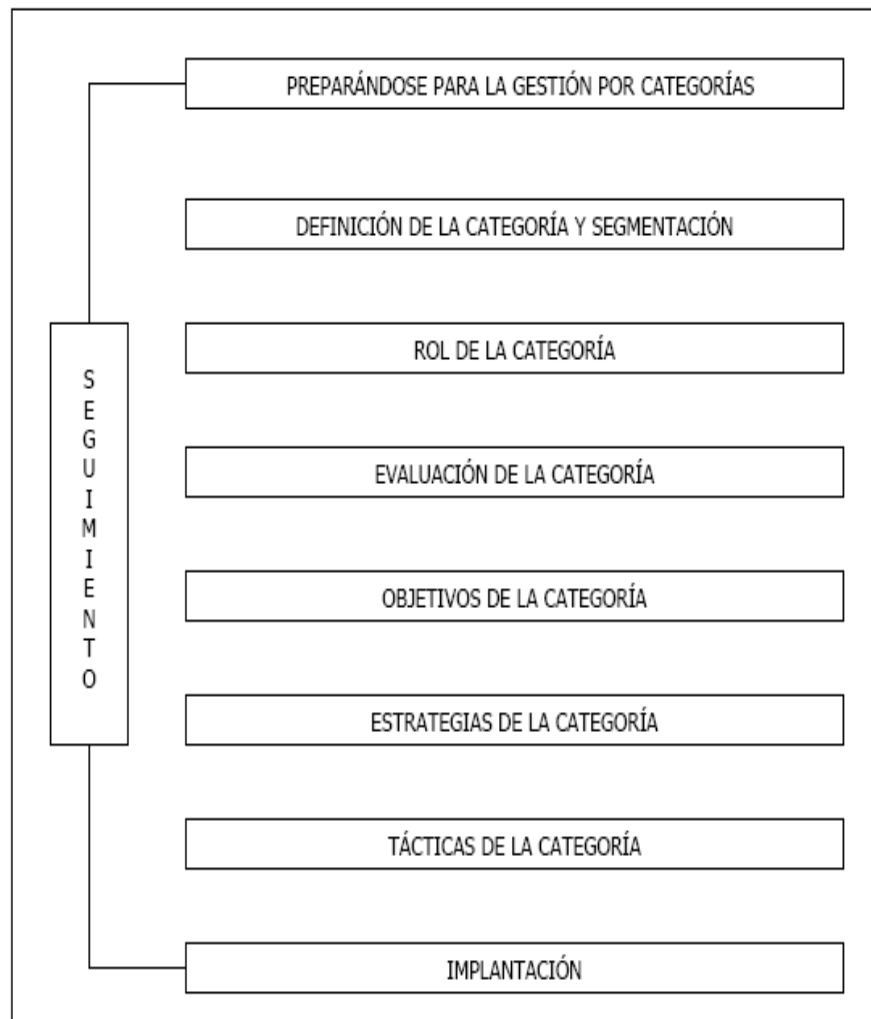 PREPARÁNDOSE PARA LA GESTIÓN POR CATEGORÍAS
DEFINICIÓN DE LA CATEGORÍA Y SEGMENTACIÓN
ROL DE LA CATEGORÍA
SEGUIMIENTO
EVALUACIÓN DE LA CATEGORÍA
OBJETIVOS DE LA CATEGORÍA
ESTRATEGIAS DE LA CATEGORÍA
TÁCTICAS DE LA CATEGORÍA
IMPLANTACIÓN